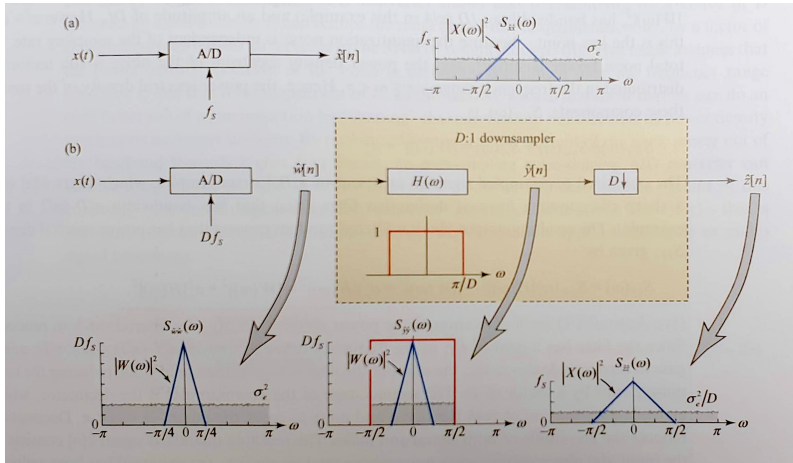 (a)
x(t)
A/D
x̂[n]
f_s
f_s
|X(ω)|²
S_x̂x̂(ω)
σ_e²
−π
−π/2
0
π/2
π
ω
D:1 downsampler
(b)
x(t)
A/D
ŵ[n]
H(ω)
ŷ[n]
D↓
ẑ[n]
Df_s
1
π/D
ω
Df_s
|W(ω)|²
S_ŵŵ(ω)
σ_e²
0
−π
−π/4
0
π/4
π
ω
Df_s
|W(ω)|²
S_ŷŷ(ω)
0
−π
−π/2
0
π/2
π
ω
f_s
|X(ω)|²
S_ẑẑ(ω)
σ_e²/D
0
−π
−π/2
0
π/2
π
ω